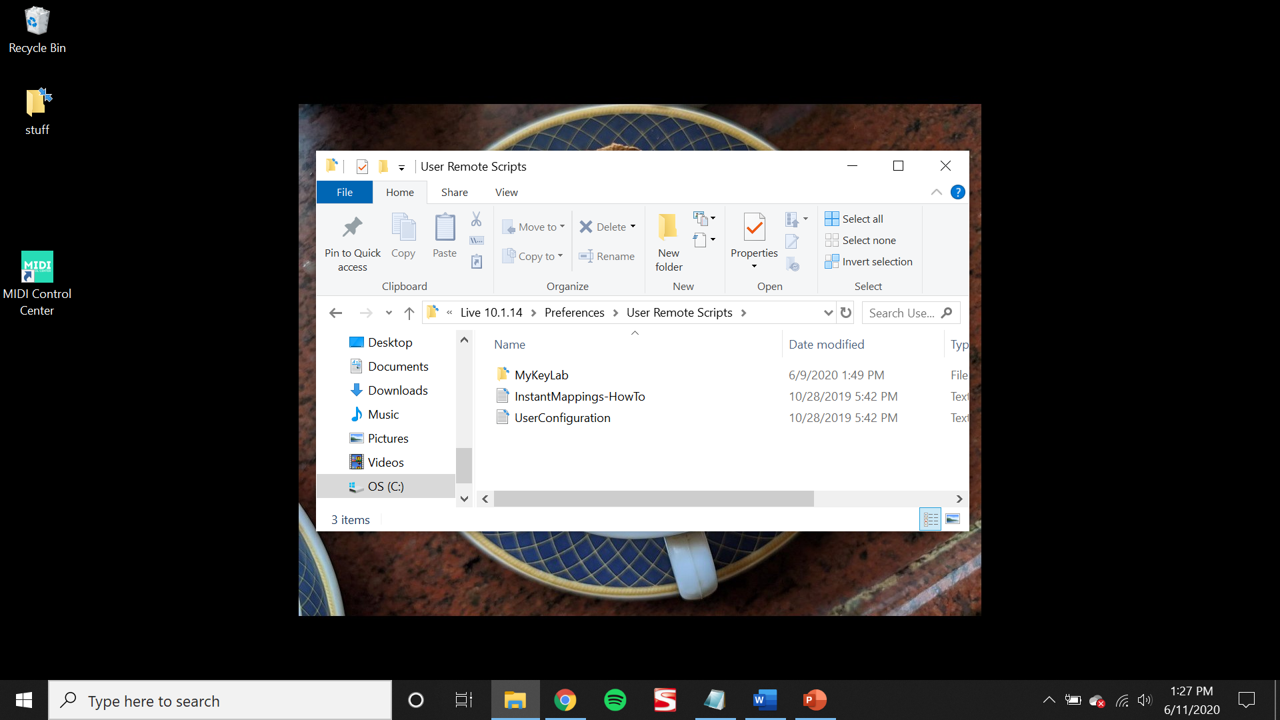 Recycle Bin
stuff
MIDI
MIDI Control
Center
User Remote Scripts
File
Home
Share
View
?
Pin to Quick
access
Copy
Paste
Move to
Copy to
Delete
Rename
New
folder
Properties
Select all
Select none
Invert selection
Clipboard
Organize
New
Open
Select
« Live 10.1.14 > Preferences > User Remote Scripts >
Search Use...
Desktop
Documents
Downloads
Music
Pictures
Videos
OS (C:)
Name Date modified Typ
MyKeyLab 6/9/2020 1:49 PM File
InstantMappings-HowTo 10/28/2019 5:42 PM Text
UserConfiguration 10/28/2019 5:42 PM Text
3 items
Type here to search
S
W
P
1:27 PM
6/11/2020